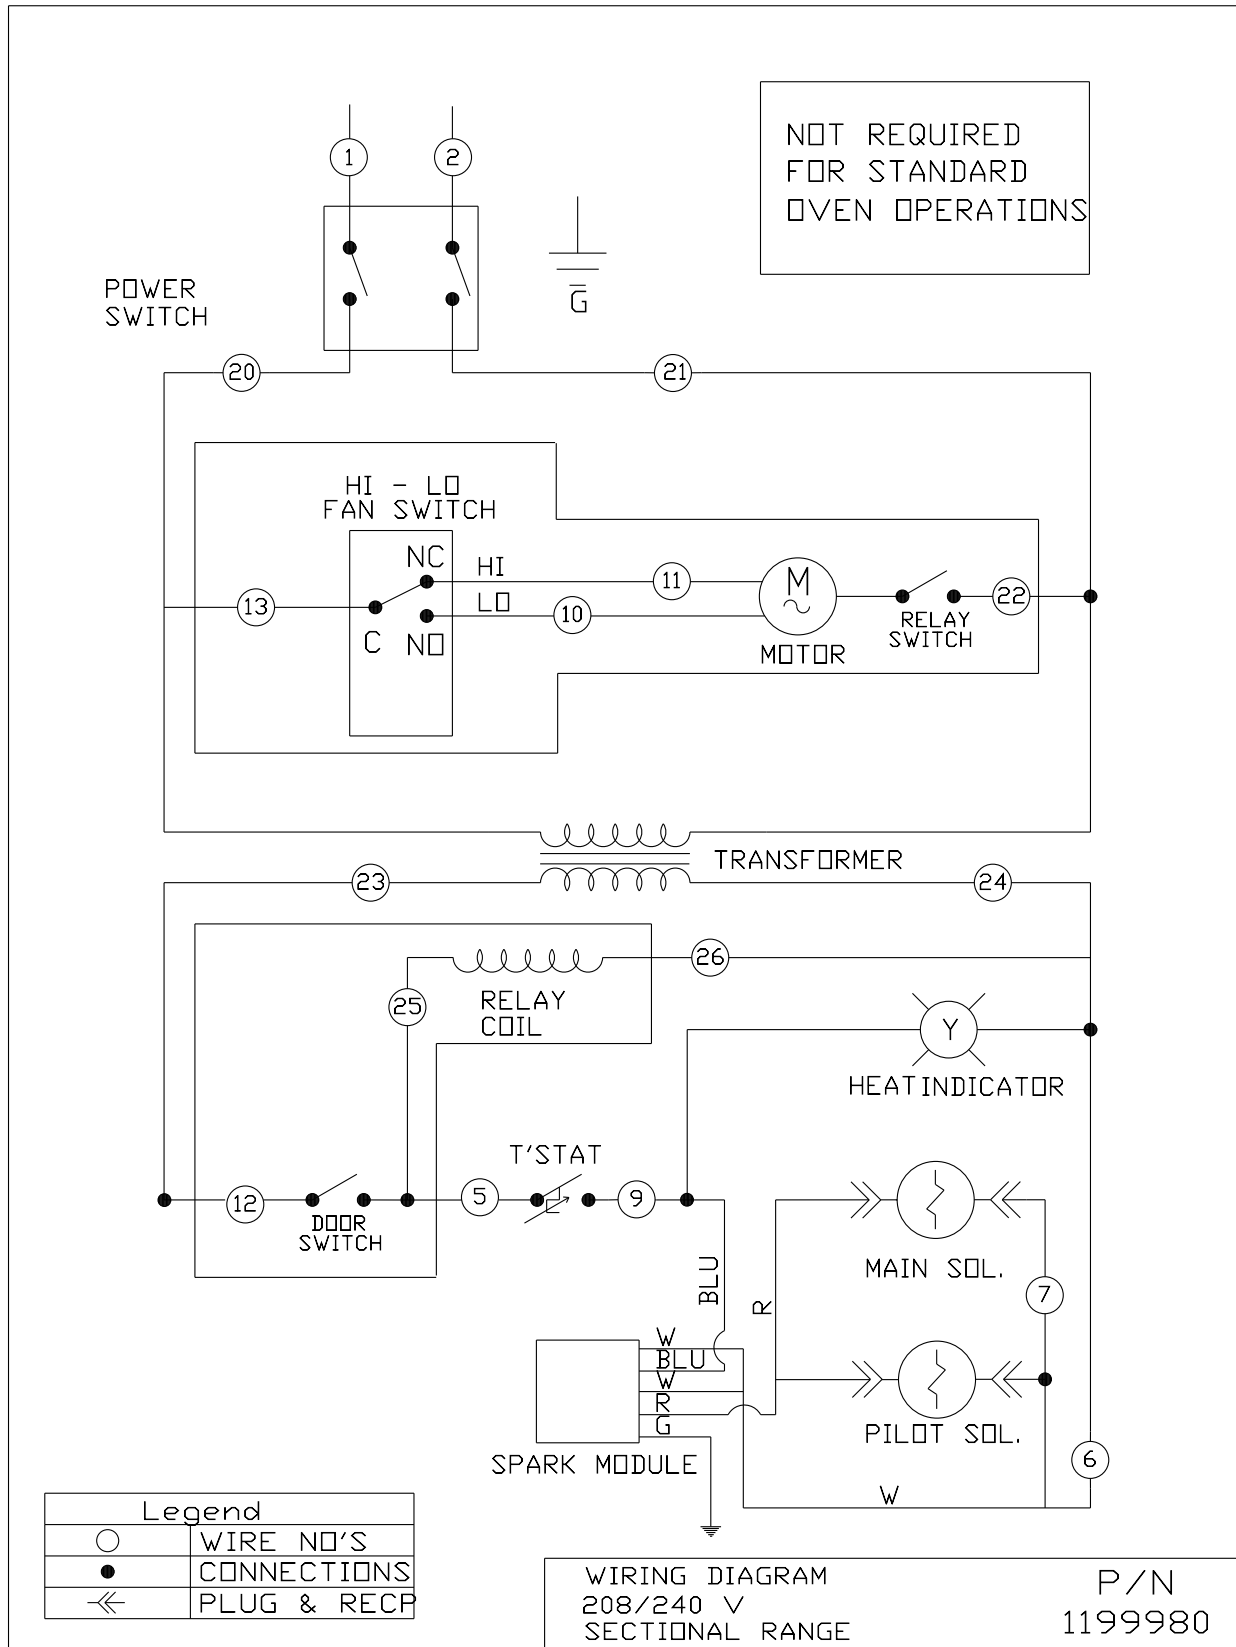 NOT REQUIRED
FOR STANDARD
OVEN OPERATIONS
1
2
G
POWER
SWITCH
20
21
HI - LO
FAN SWITCH
NC
HI
11
M
13
LO
10
22
C
NO
RELAY
SWITCH
MOTOR
TRANSFORMER
23
24
26
25
RELAY
COIL
Y
HEAT INDICATOR
T'STAT
12
5
9
DOOR
SWITCH
MAIN SOL.
BLU
R
7
W
BLU
W
R
G
PILOT SOL.
SPARK MODULE
6
W
Legend
WIRE NO'S
CONNECTIONS
PLUG & RECP
WIRING DIAGRAM
208/240 V
SECTIONAL RANGE
P/N
1199980